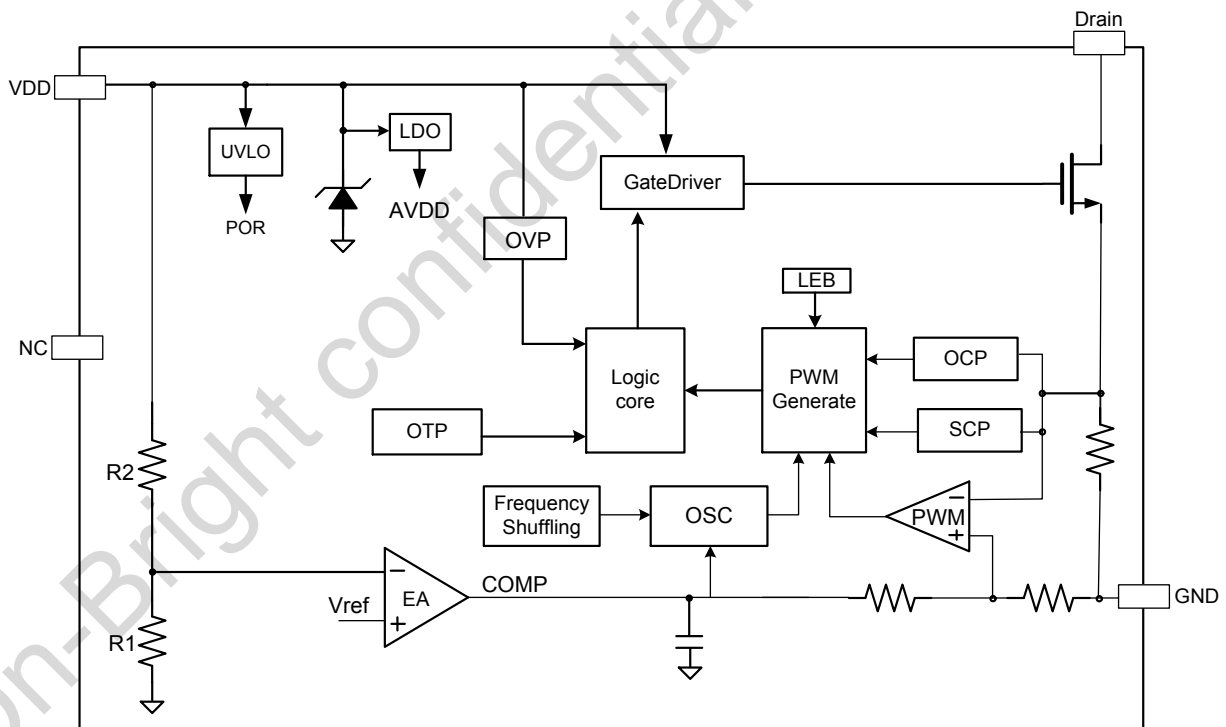 Drain
VDD
LDO
UVLO
GateDriver
AVDD
POR
OVP
LEB
NC
Logic
core
PWM
Generate
OCP
OTP
SCP
R2
Frequency
Shuffling
OSC
PWM
−
+
COMP
−
EA
Vref
+
GND
R1
On-Bright confidential